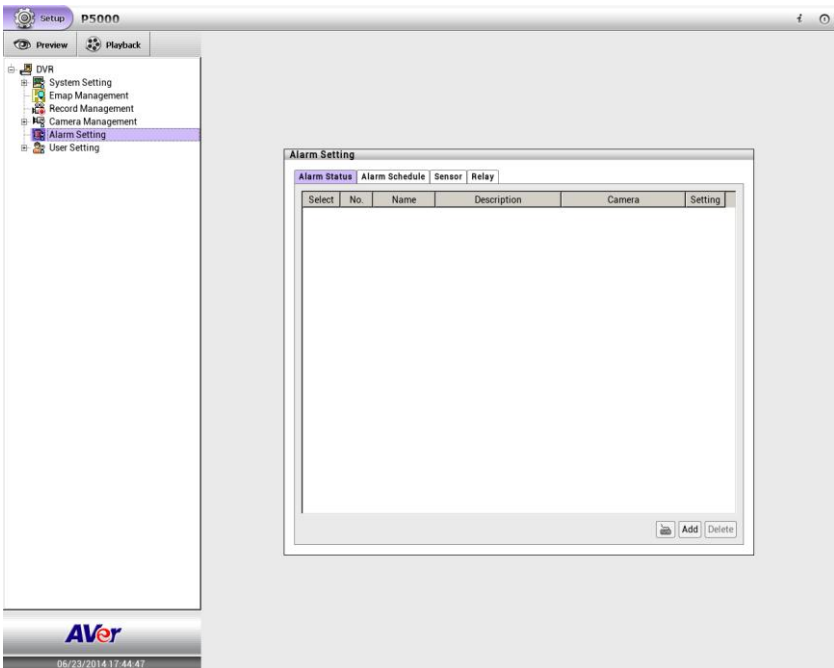 Setup P5000 i
Preview Playback
DVR
System Setting
Emap Management
Record Management
Camera Management
Alarm Setting
User Setting
Alarm Setting
Alarm Status Alarm Schedule Sensor Relay
Select No. Name Description Camera Setting
Add Delete
AVer
06/23/2014 17:44:47